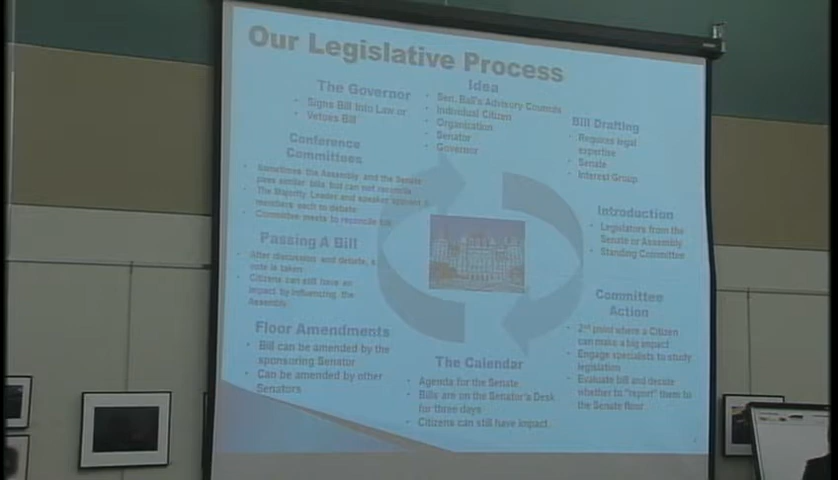 Our Legislative Process
Idea
Sen. Ball's Advisory Councils
Individual Citizen
Organization
Senator
Governor
Bill Drafting
Requires legal
expertise
Senate
Interest Group
Introduction
Legislators from the
Senate or Assembly
Standing Committee
Committee
Action
2nd point where a Citizen
can make a big impact
Engage specialists to study
legislation
Evaluate bill and decide
whether to "report" them to
the Senate floor
The Calendar
Agenda for the Senate
Bills are on the Senator's Desk
for three days
Citizens can still have impact
Floor Amendments
Bill can be amended by the
sponsoring Senator
Can be amended by other
Senators
Passing A Bill
After discussion and debate, a
vote is taken
Citizens can still have an
impact by influencing the
Assembly
Conference
Committees
Sometimes the Assembly and the Senate
pass similar bills but can not reconcile
The Majority Leader and speaker appoint 5
members each to debate
Committee meets to reconcile
The Governor
Signs Bill Into Law or
Vetoes Bill